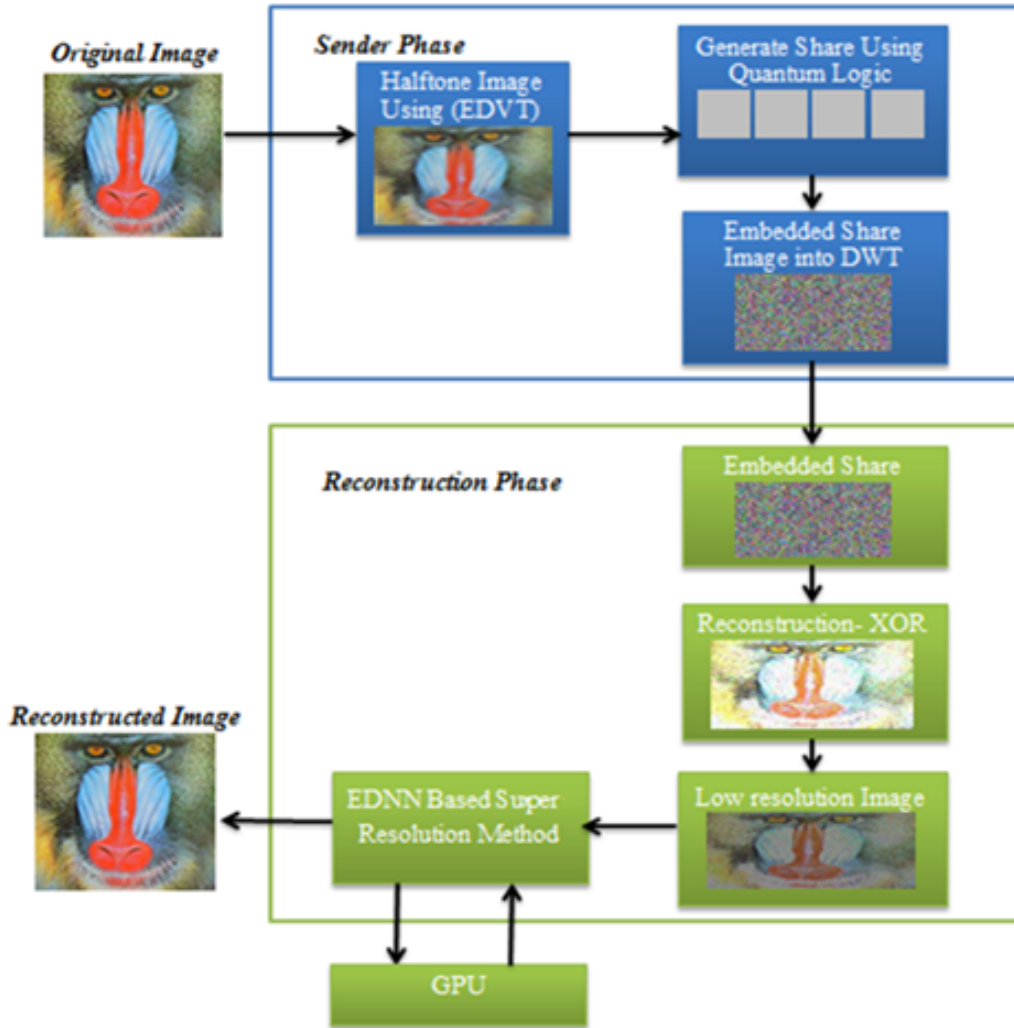 Original Image
Sender Phase
Halftone Image
Using (EDVT)
Generate Share Using
Quantum Logic
Embedded Share
Image into DWT
Reconstruction Phase
Embedded Share
Reconstruction- XOR
Low resolution Image
EDNN Based Super
Resolution Method
Reconstructed Image
GPU